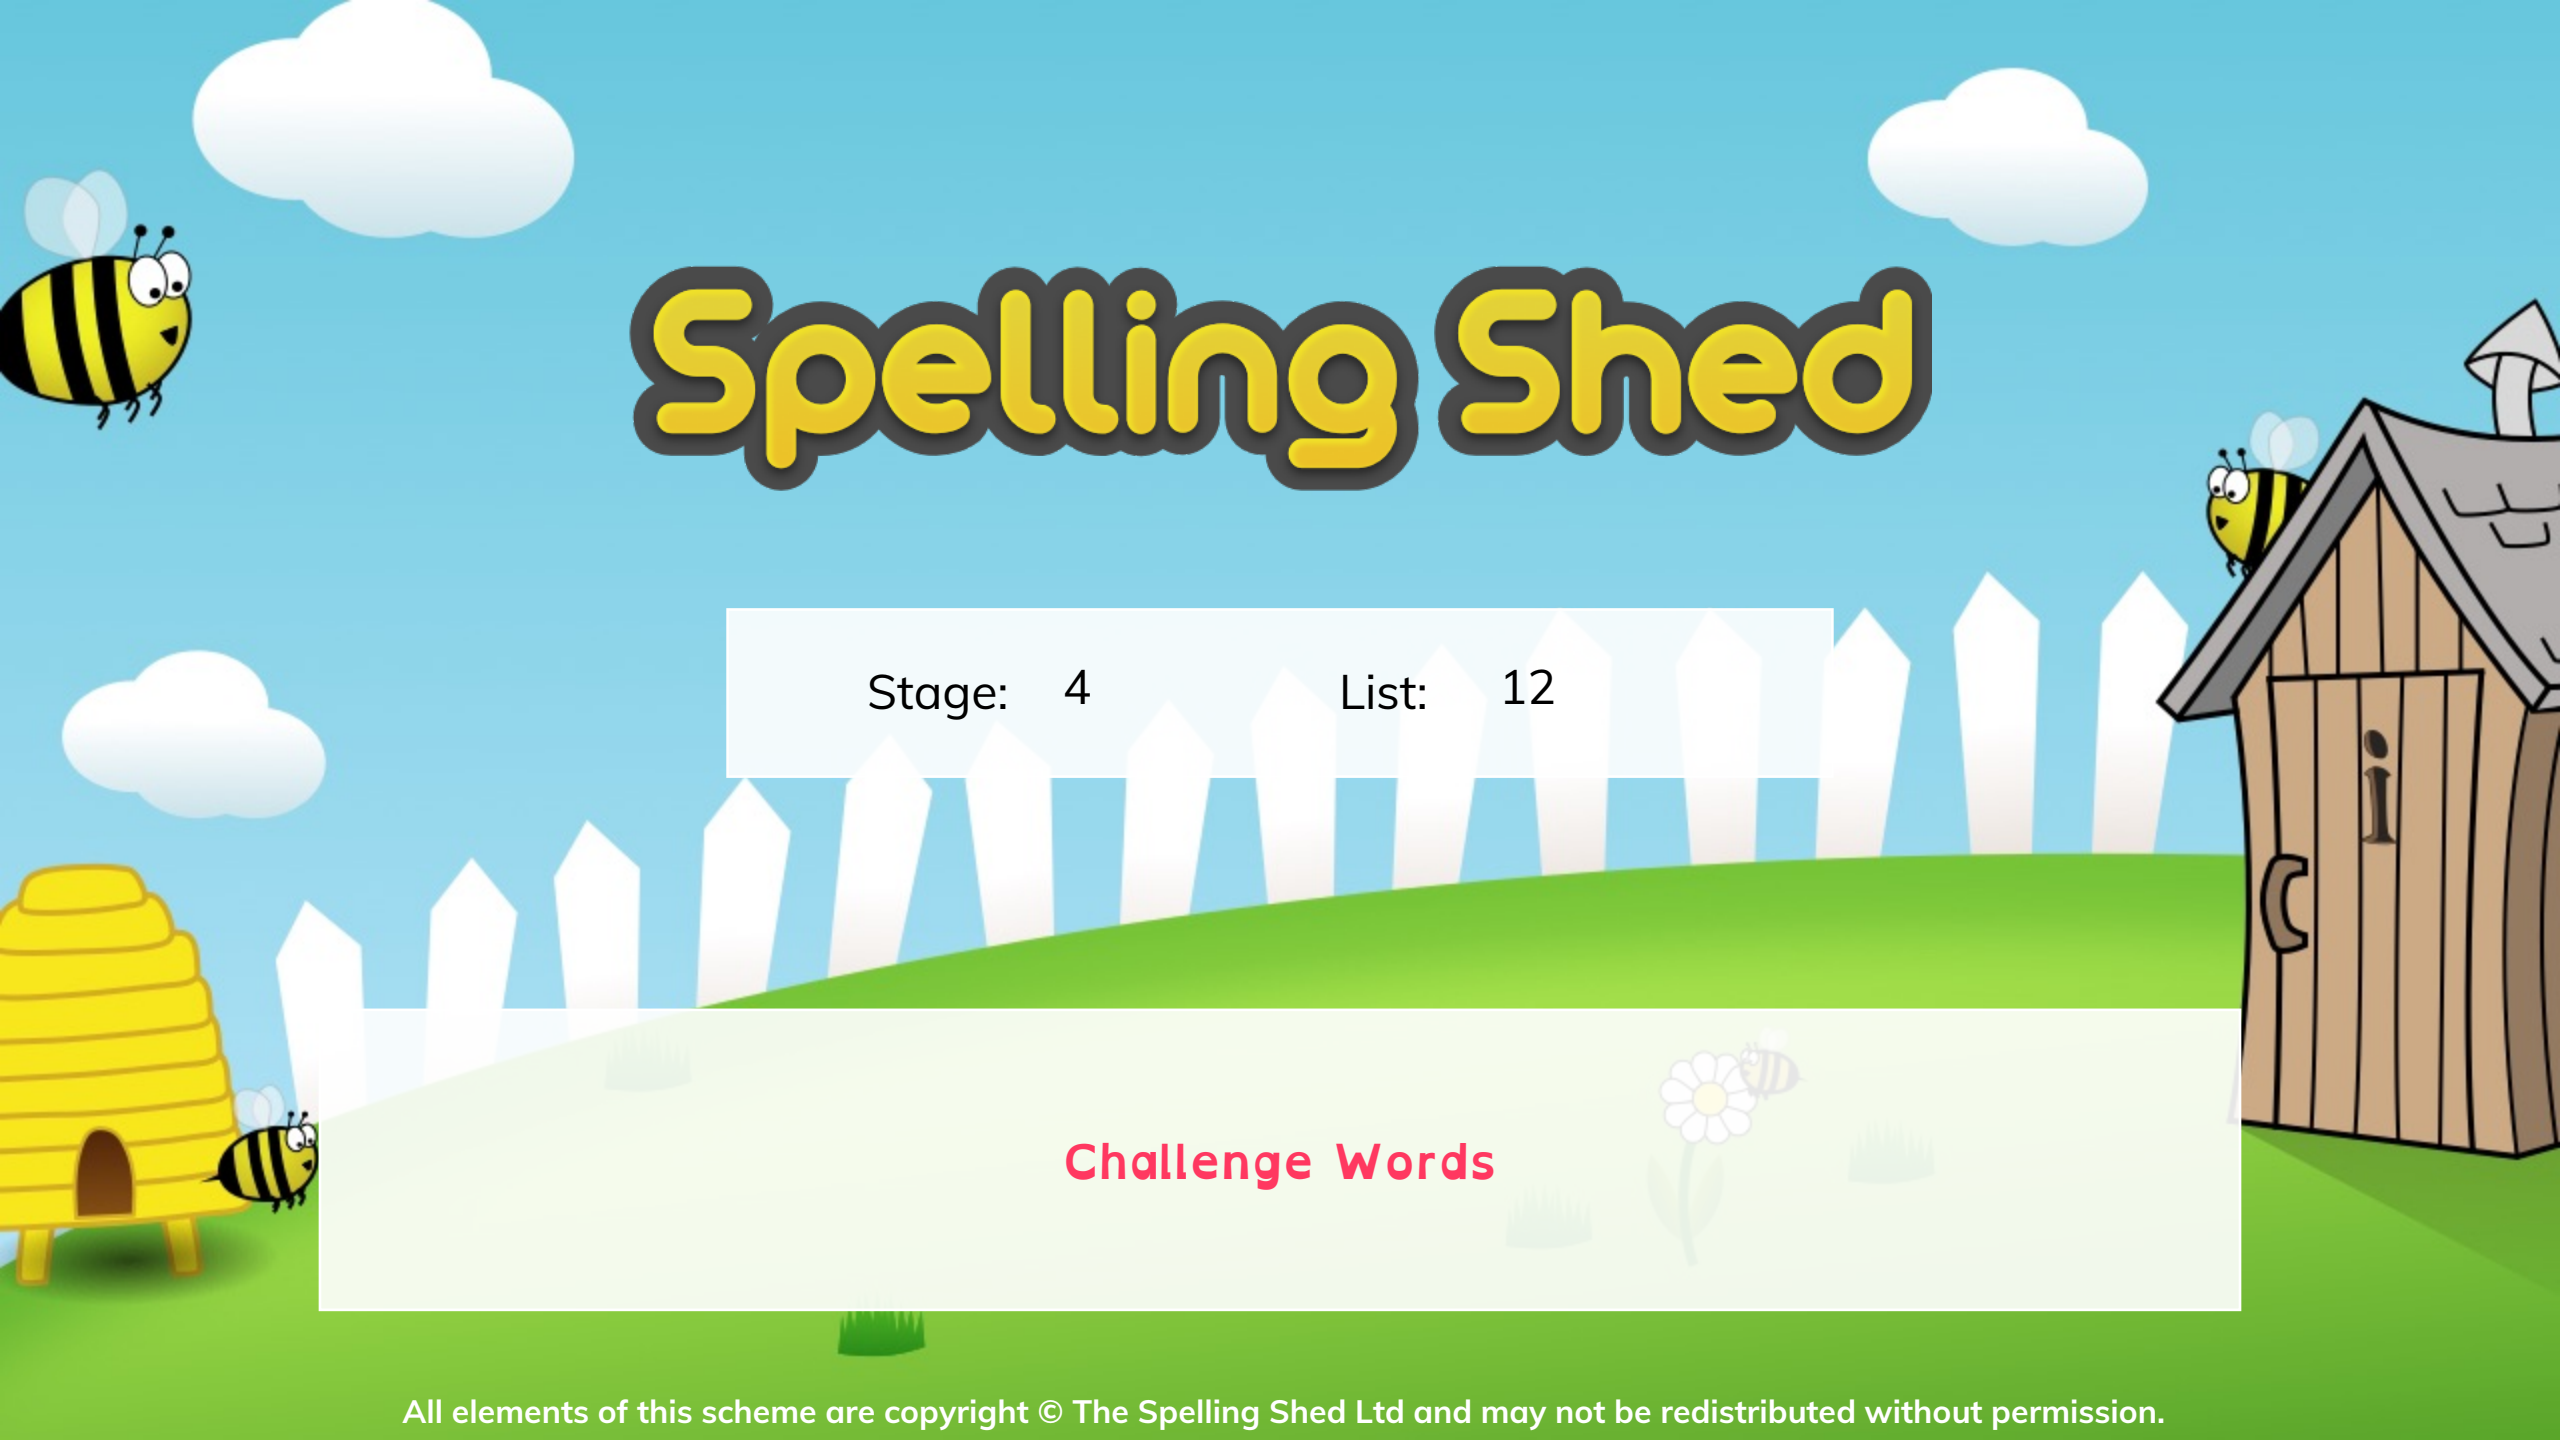 Spelling Shed
Stage: 4 List: 12
i
Challenge Words
All elements of this scheme are copyright © The Spelling Shed Ltd and may not be redistributed without permission.